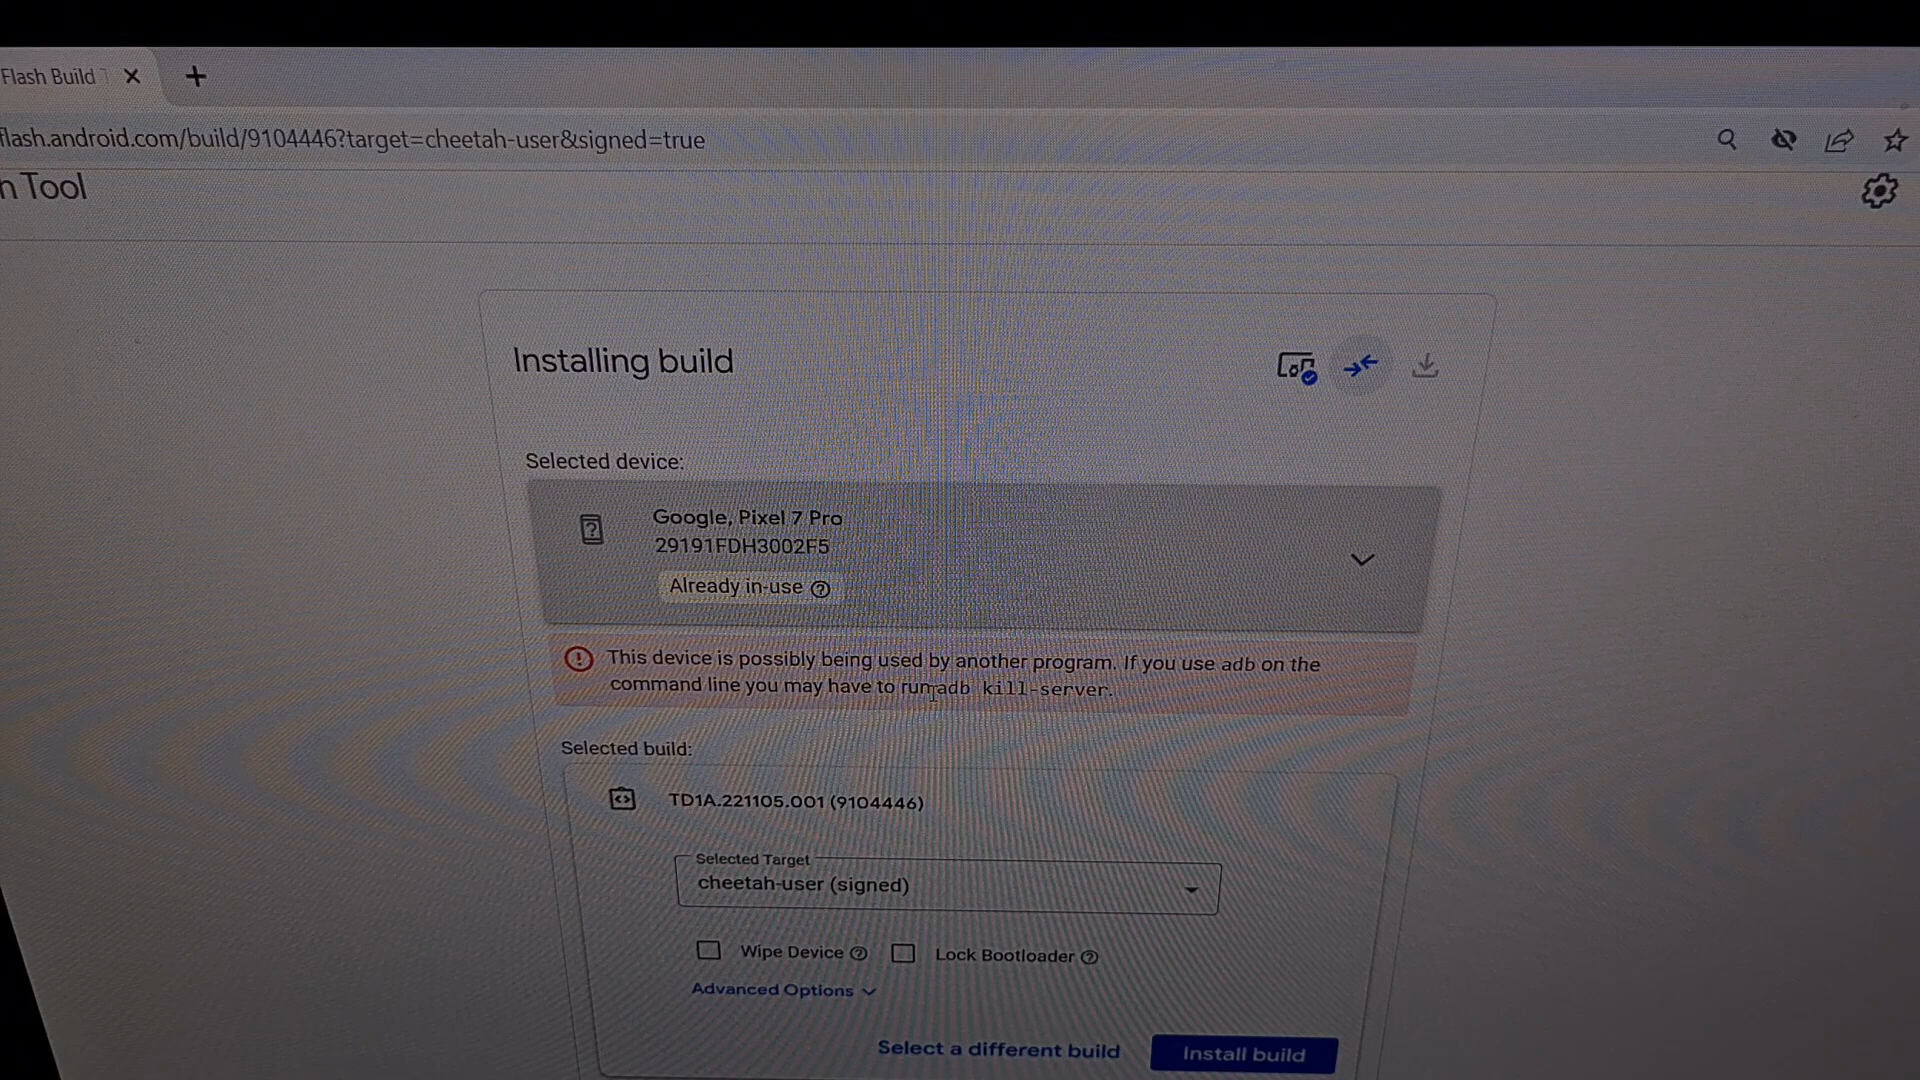 Flash Build T
flash.android.com/build/9104446?target=cheetah-user&signed=true
h Tool
Installing build
Selected device:
Google, Pixel 7 Pro
29191FDH3002F5
Already in-use
This device is possibly being used by another program. If you use adb on the
command line you may have to run adb kill-server.
Selected build:
TD1A.221105.001 (9104446)
Selected Target
cheetah-user (signed)
Wipe Device Lock Bootloader
Advanced Options
Select a different build Install build